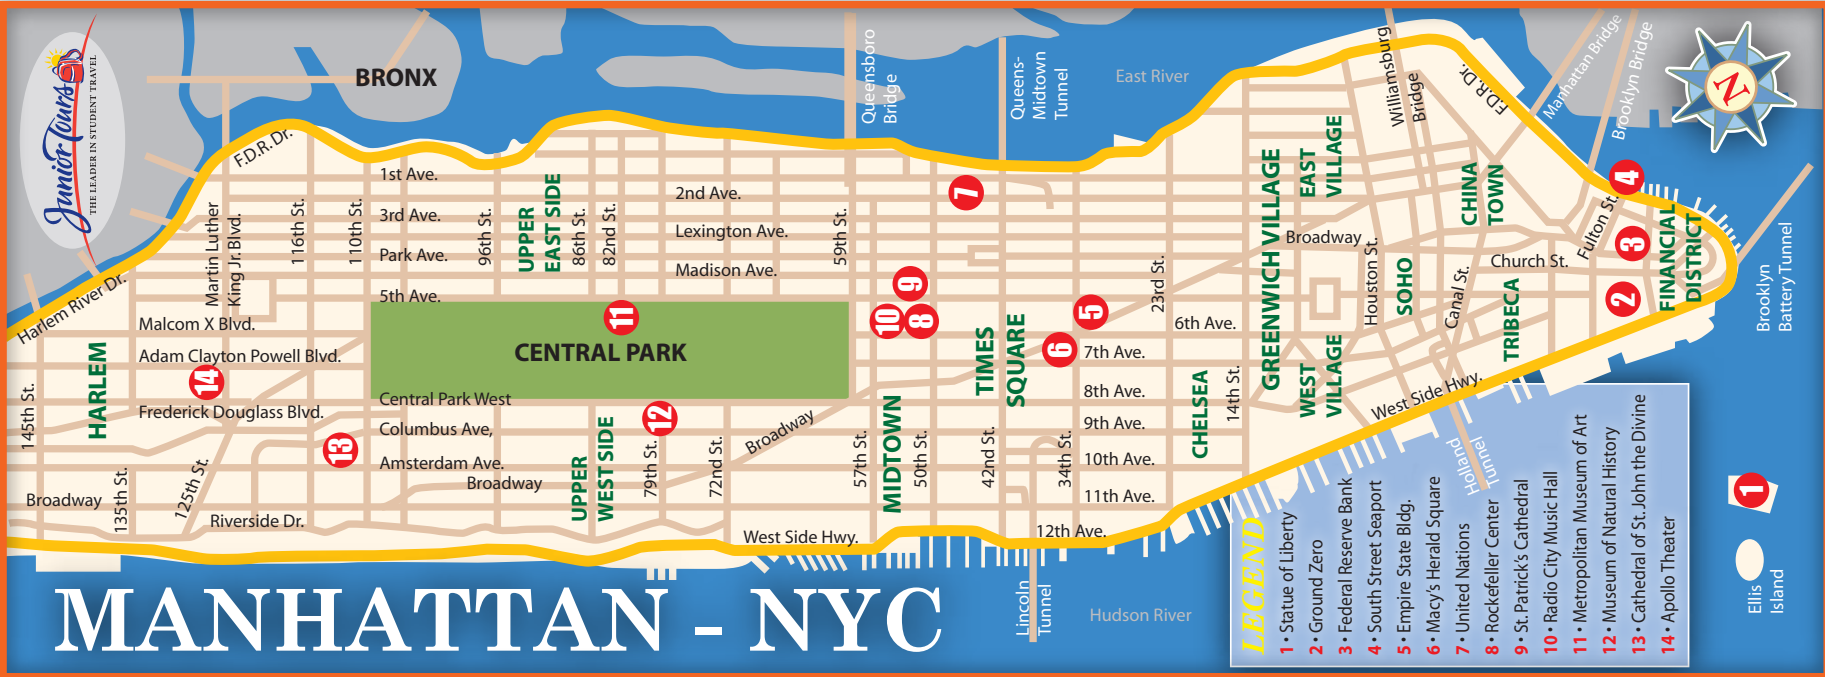 Junior Tours
THE LEADER IN STUDENT TRAVEL
BRONX
F.D.R. Dr.
Harlem River Dr.
Queensboro
Bridge
Queens-
Midtown
Tunnel
East River
Williamsburg
Bridge
F.D.R. Dr.
Manhattan Bridge
Brooklyn Bridge
N
1st Ave.
2nd Ave.
3rd Ave.
Lexington Ave.
Park Ave.
Madison Ave.
5th Ave.
Martin Luther
King Jr. Blvd.
116th St.
110th St.
96th St.
UPPER
EAST SIDE
86th St.
82nd St.
59th St.
7
4
3
2
9
10
8
11
5
6
14
12
13
1
Malcom X Blvd.
Adam Clayton Powell Blvd.
Frederick Douglass Blvd.
HARLEM
145th St.
135th St.
125th St.
Broadway
Riverside Dr.
CENTRAL PARK
Central Park West
Columbus Ave,
Amsterdam Ave.
Broadway
UPPER
WEST SIDE
79th St.
72nd St.
Broadway
57th St.
MIDTOWN
50th St.
42nd St.
34th St.
TIMES
SQUARE
23rd St.
6th Ave.
7th Ave.
8th Ave.
9th Ave.
10th Ave.
11th Ave.
12th Ave.
West Side Hwy.
CHELSEA
14th St.
GREENWICH VILLAGE
EAST
VILLAGE
WEST
VILLAGE
Broadway
Houston St.
SOHO
Canal St.
CHINA
TOWN
TRIBECA
Church St.
Fulton St.
FINANCIAL
DISTRICT
West Side Hwy.
Holland
Tunnel
Brooklyn
Battery Tunnel
Lincoln
Tunnel
Hudson River
Ellis
Island
MANHATTAN - NYC
LEGEND
1 • Statue of Liberty
2 • Ground Zero
3 • Federal Reserve Bank
4 • South Street Seaport
5 • Empire State Bldg.
6 • Macy's Herald Square
7 • United Nations
8 • Rockefeller Center
9 • St. Patrick's Cathedral
10 • Radio City Music Hall
11 • Metropolitan Museum of Art
12 • Museum of Natural History
13 • Cathedral of St. John the Divine
14 • Apollo Theater